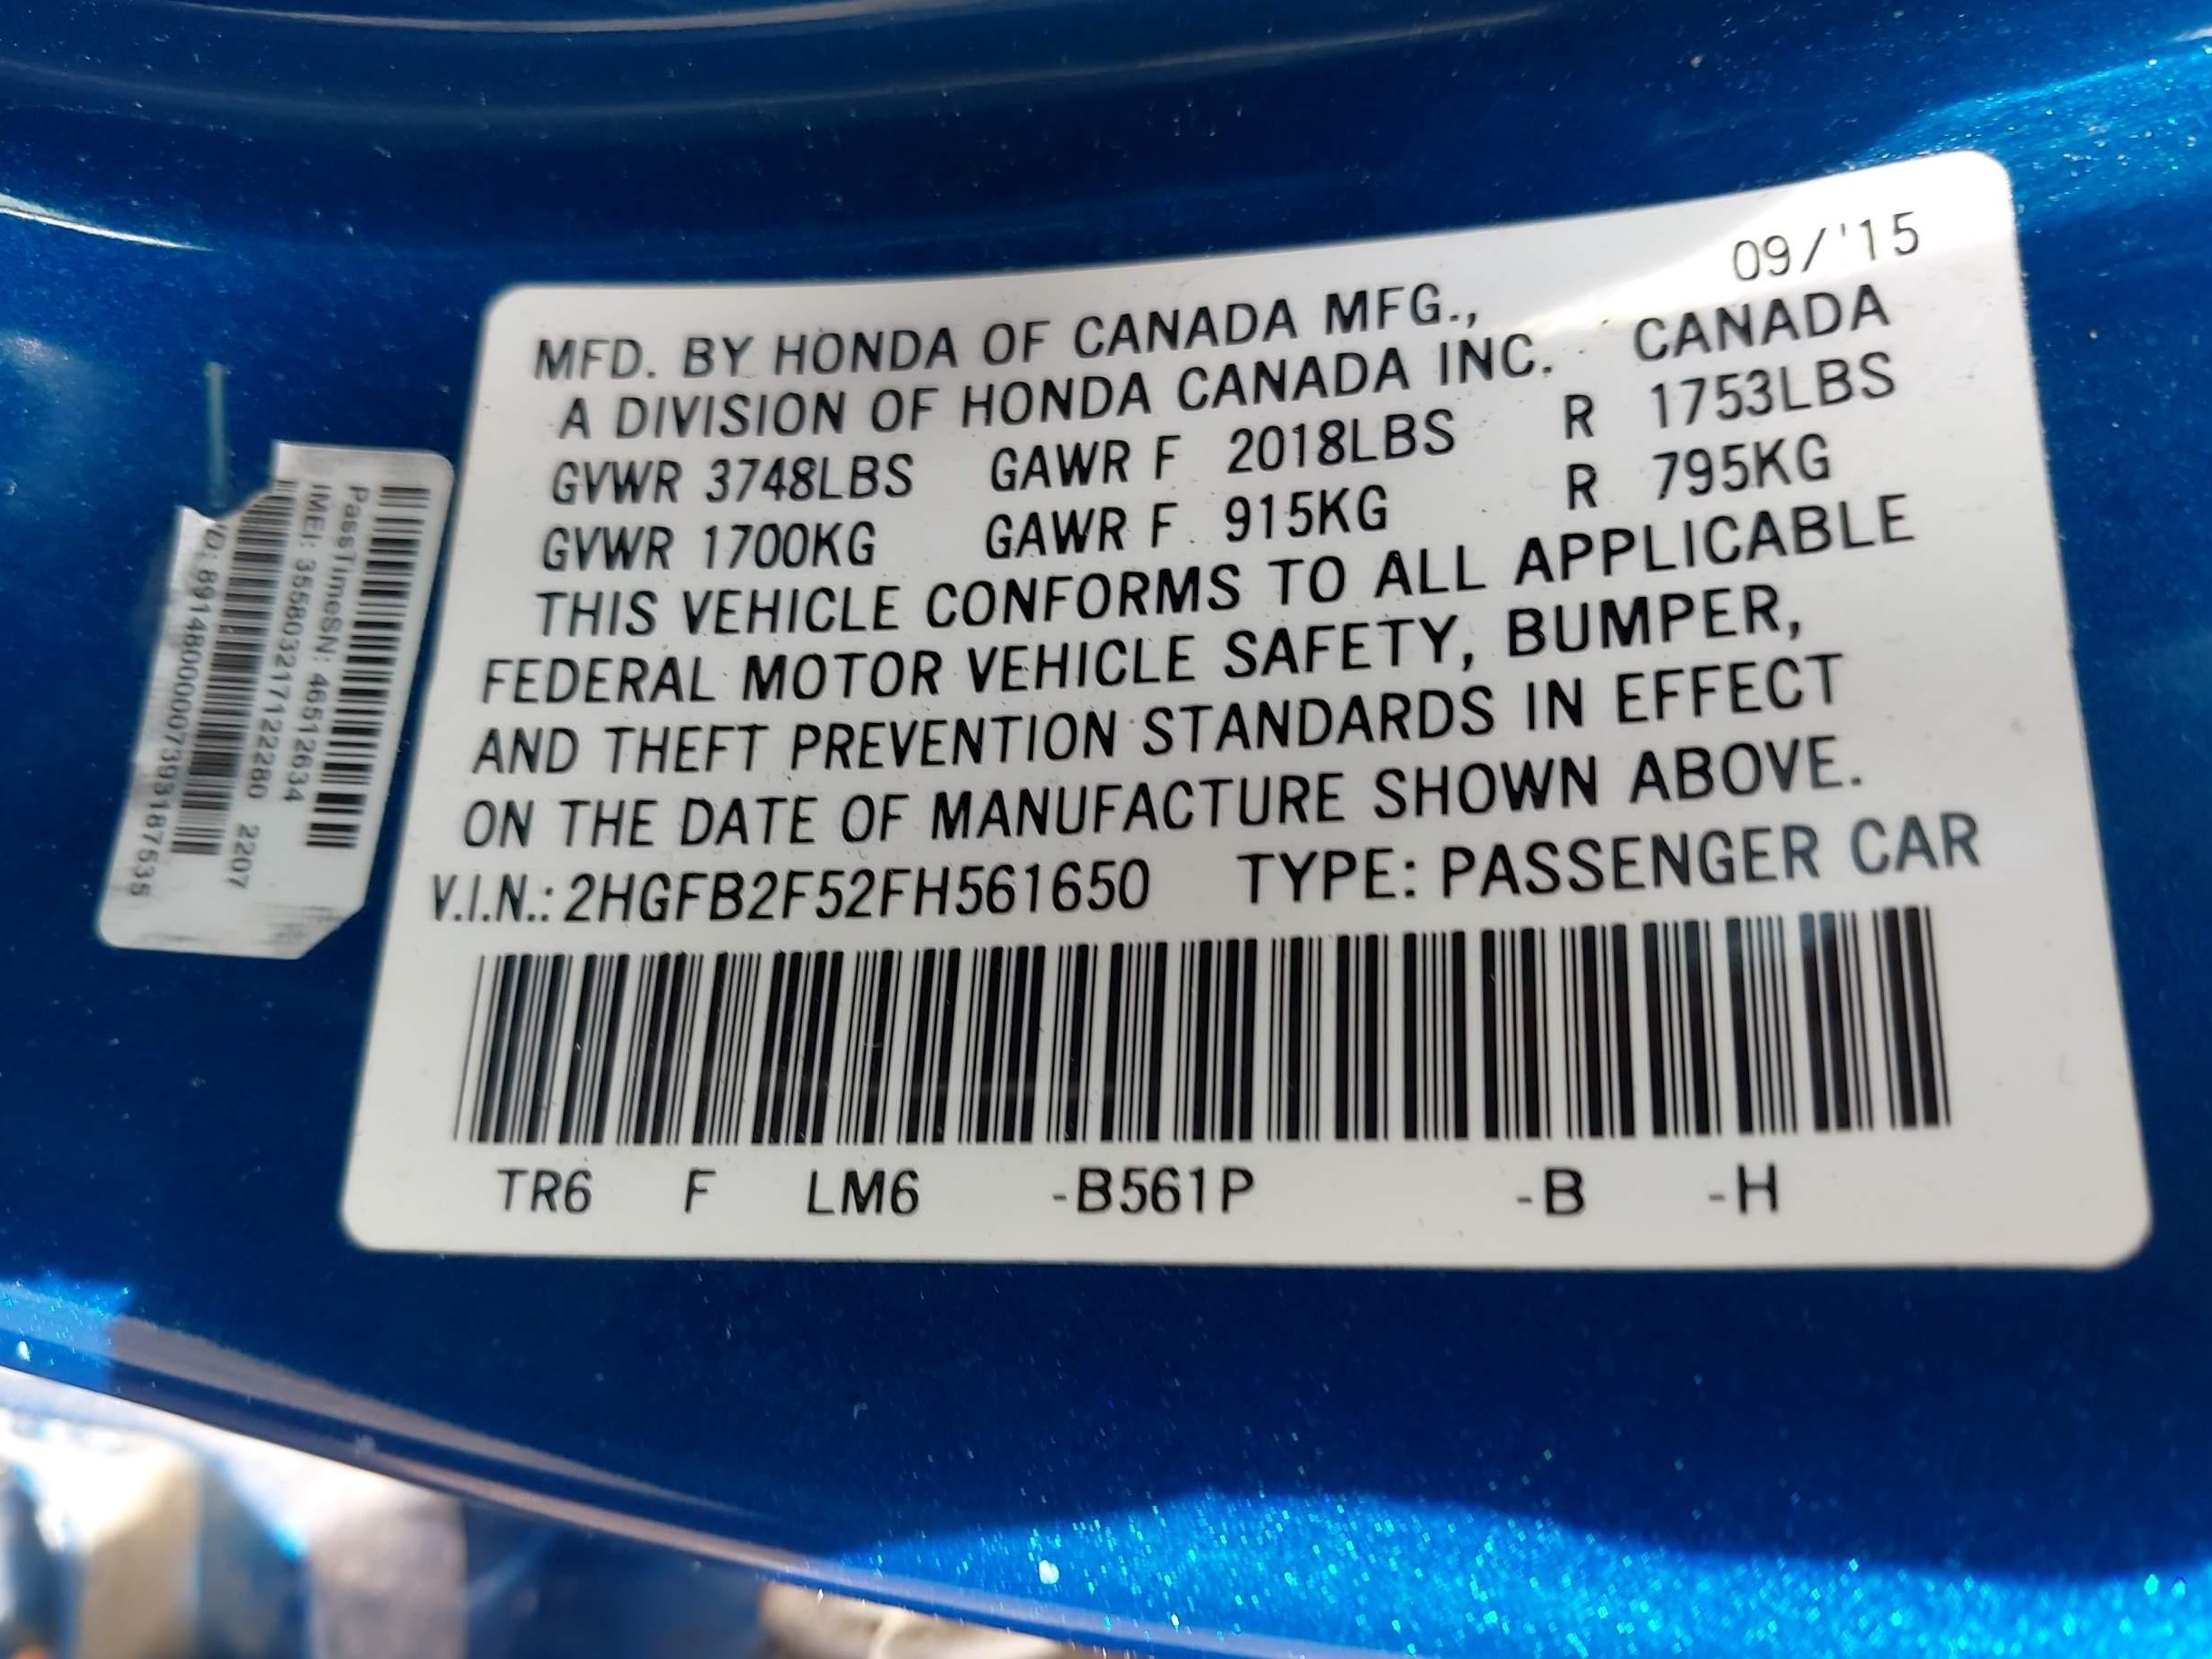 09/'15
MFD. BY HONDA OF CANADA MFG., CANADA
A DIVISION OF HONDA CANADA INC.
GVWR 3748LBS GAWR F 2018LBS R 1753LBS
GVWR 1700KG GAWR F 915KG R 795KG
THIS VEHICLE CONFORMS TO ALL APPLICABLE
FEDERAL MOTOR VEHICLE SAFETY, BUMPER,
AND THEFT PREVENTION STANDARDS IN EFFECT
ON THE DATE OF MANUFACTURE SHOWN ABOVE.
V.I.N.: 2HGFB2F52FH561650 TYPE: PASSENGER CAR
TR6 F LM6 -B561P -B -H
PassTimeSN: 46512634
IMEI: 355803217122280 2207